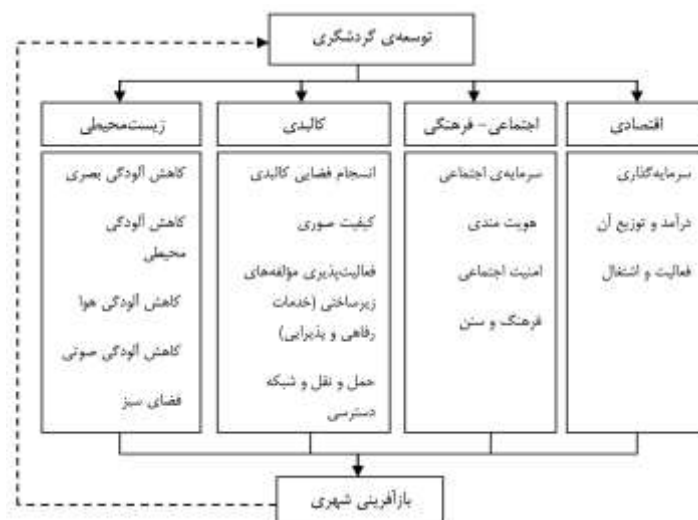 توسعه‌ی گردشگری
اقتصادی
سرمایه‌گذاری
درآمد و توزیع آن
فعالیت و اشتغال
اجتماعی- فرهنگی
سرمایه‌ی اجتماعی
هویت مندی
امنیت اجتماعی
فرهنگ و سنن
کالبدی
انسجام فضایی کالبدی
کیفیت صوری
فعالیت‌پذیری مؤلفه‌های
زیرساختی (خدمات
رفاهی و پذیرایی)
حمل و نقل و شبکه
دسترسی
زیست‌محیطی
کاهش آلودگی بصری
کاهش آلودگی
محیطی
کاهش آلودگی هوا
کاهش آلودگی صوتی
فضای سبز
بازآفرینی شهری